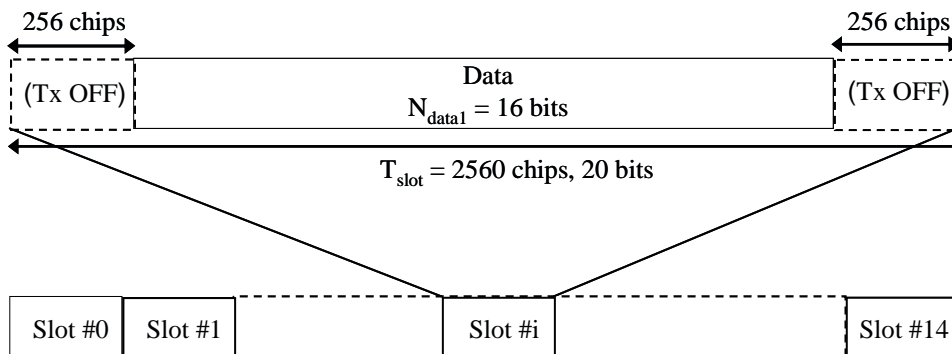 256 chips 256 chips
(Tx OFF) Data (Tx OFF)
N_data1 = 16 bits
T_slot = 2560 chips, 20 bits
Slot #0 Slot #1 Slot #i Slot #14